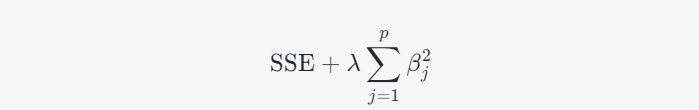 SSE + λ ∑_{j=1}^{p} β_j^2